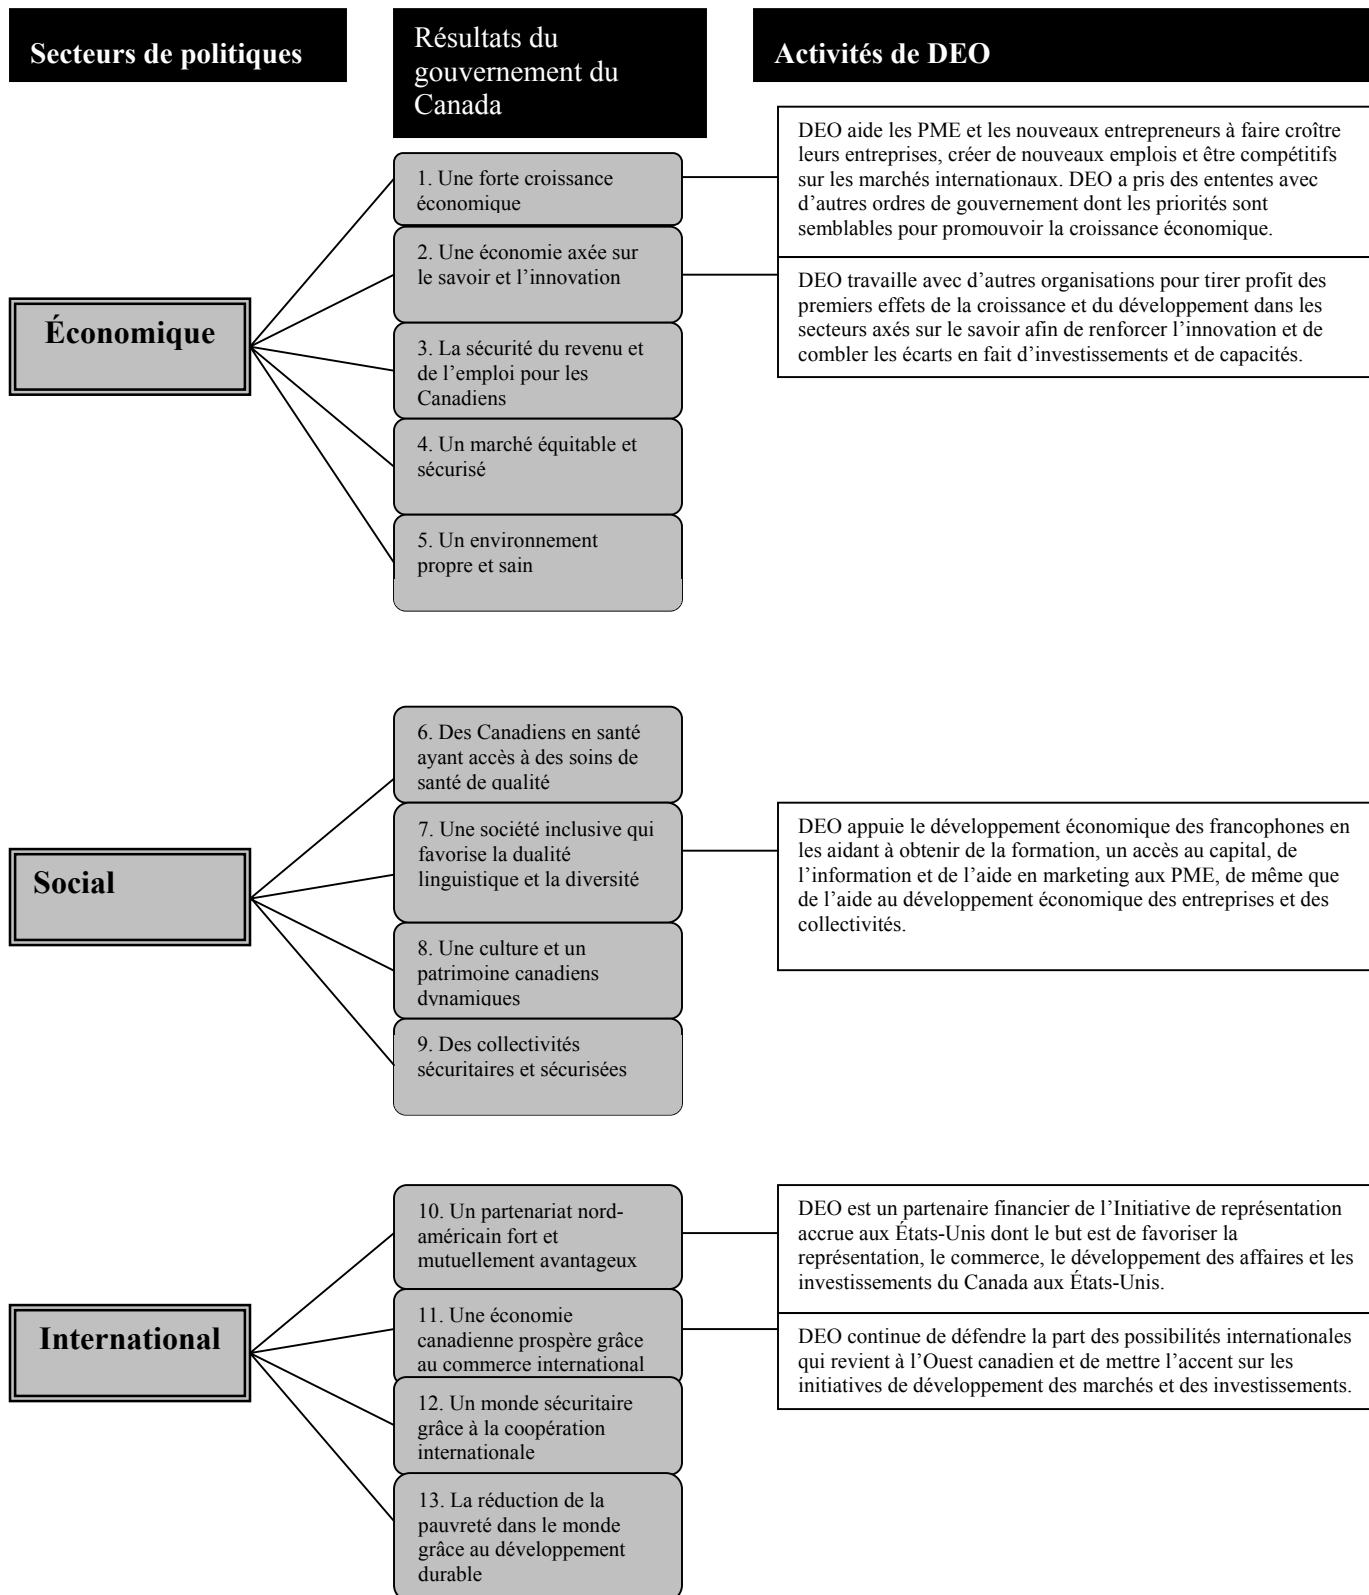 Secteurs de politiques
Résultats du
gouvernement du
Canada
Activités de DEO
Économique
1. Une forte croissance
économique
DEO aide les PME et les nouveaux entrepreneurs à faire croître
leurs entreprises, créer de nouveaux emplois et être compétitifs
sur les marchés internationaux. DEO a pris des ententes avec
d’autres ordres de gouvernement dont les priorités sont
semblables pour promouvoir la croissance économique.
2. Une économie axée sur
le savoir et l’innovation
DEO travaille avec d’autres organisations pour tirer profit des
premiers effets de la croissance et du développement dans les
secteurs axés sur le savoir afin de renforcer l’innovation et de
combler les écarts en fait d’investissements et de capacités.
3. La sécurité du revenu et
de l’emploi pour les
Canadiens
4. Un marché équitable et
sécurisé
5. Un environnement
propre et sain
Social
6. Des Canadiens en santé
ayant accès à des soins de
santé de qualité
7. Une société inclusive qui
favorise la dualité
linguistique et la diversité
DEO appuie le développement économique des francophones en
les aidant à obtenir de la formation, un accès au capital, de
l’information et de l’aide en marketing aux PME, de même que
de l’aide au développement économique des entreprises et des
collectivités.
8. Une culture et un
patrimoine canadiens
dynamiques
9. Des collectivités
sécuritaires et sécurisées
International
10. Un partenariat nord-
américain fort et
mutuellement avantageux
DEO est un partenaire financier de l’Initiative de représentation
accrue aux États-Unis dont le but est de favoriser la
représentation, le commerce, le développement des affaires et les
investissements du Canada aux États-Unis.
11. Une économie
canadienne prospère grâce
au commerce international
DEO continue de défendre la part des possibilités internationales
qui revient à l’Ouest canadien et de mettre l’accent sur les
initiatives de développement des marchés et des investissements.
12. Un monde sécuritaire
grâce à la coopération
internationale
13. La réduction de la
pauvreté dans le monde
grâce au développement
durable